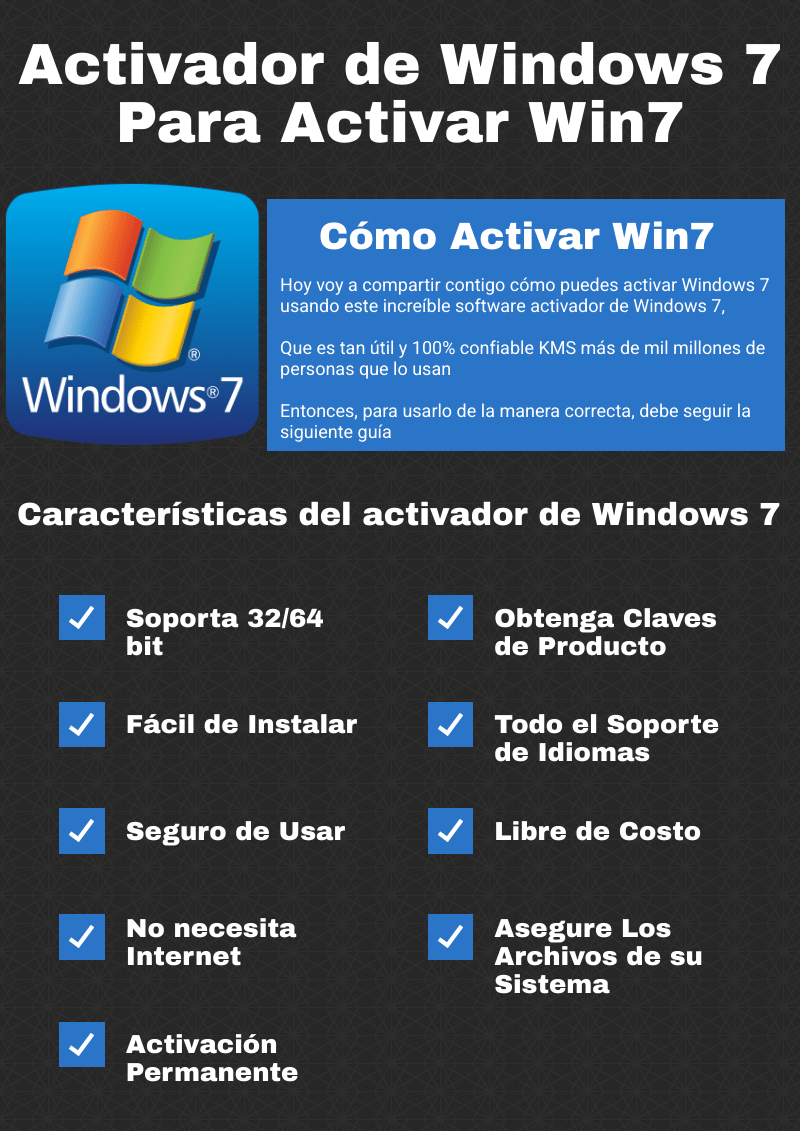 Activador de Windows 7
Para Activar Win7
Windows®7
®
Cómo Activar Win7
Hoy voy a compartir contigo cómo puedes activar Windows 7
usando este increíble software activador de Windows 7,
Que es tan útil y 100% confiable KMS más de mil millones de
personas que lo usan
Entonces, para usarlo de la manera correcta, debe seguir la
siguiente guía
Características del activador de Windows 7
Soporta 32/64
bit
Obtenga Claves
de Producto
Fácil de Instalar
Todo el Soporte
de Idiomas
Seguro de Usar
Libre de Costo
No necesita
Internet
Asegure Los
Archivos de su
Sistema
Activación
Permanente